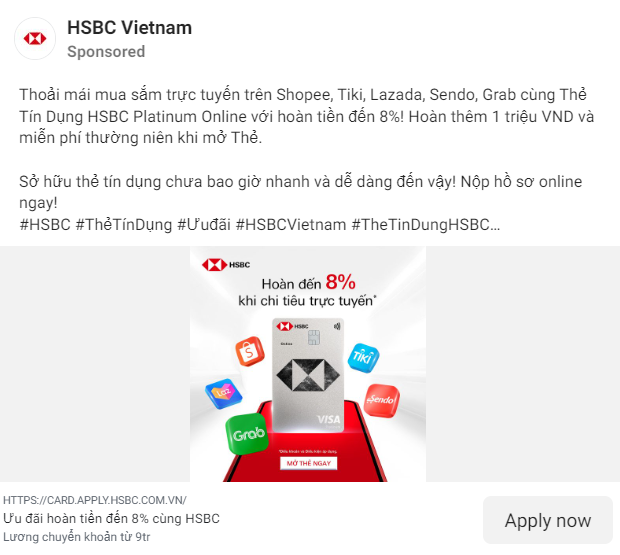 HSBC Vietnam
Sponsored
Thoải mái mua sắm trực tuyến trên Shopee, Tiki, Lazada, Sendo, Grab cùng Thẻ
Tín Dụng HSBC Platinum Online với hoàn tiền đến 8%! Hoàn thêm 1 triệu VND và
miễn phí thường niên khi mở Thẻ.
Sở hữu thẻ tín dụng chưa bao giờ nhanh và dễ dàng đến vậy! Nộp hồ sơ online
ngay!
#HSBC #ThẻTínDụng #Ưuđãi #HSBCVietnam #TheTinDungHSBC...
HSBC
Hoàn đến 8%
khi chi tiêu trực tuyến*
HSBC
S
TIKI
Laz
Sendo
VISA
Grab
MỞ THẺ NGAY
HTTPS://CARD.APPLY.HSBC.COM.VN/
Ưu đãi hoàn tiền đến 8% cùng HSBC
Lương chuyển khoản từ 9tr
Apply now